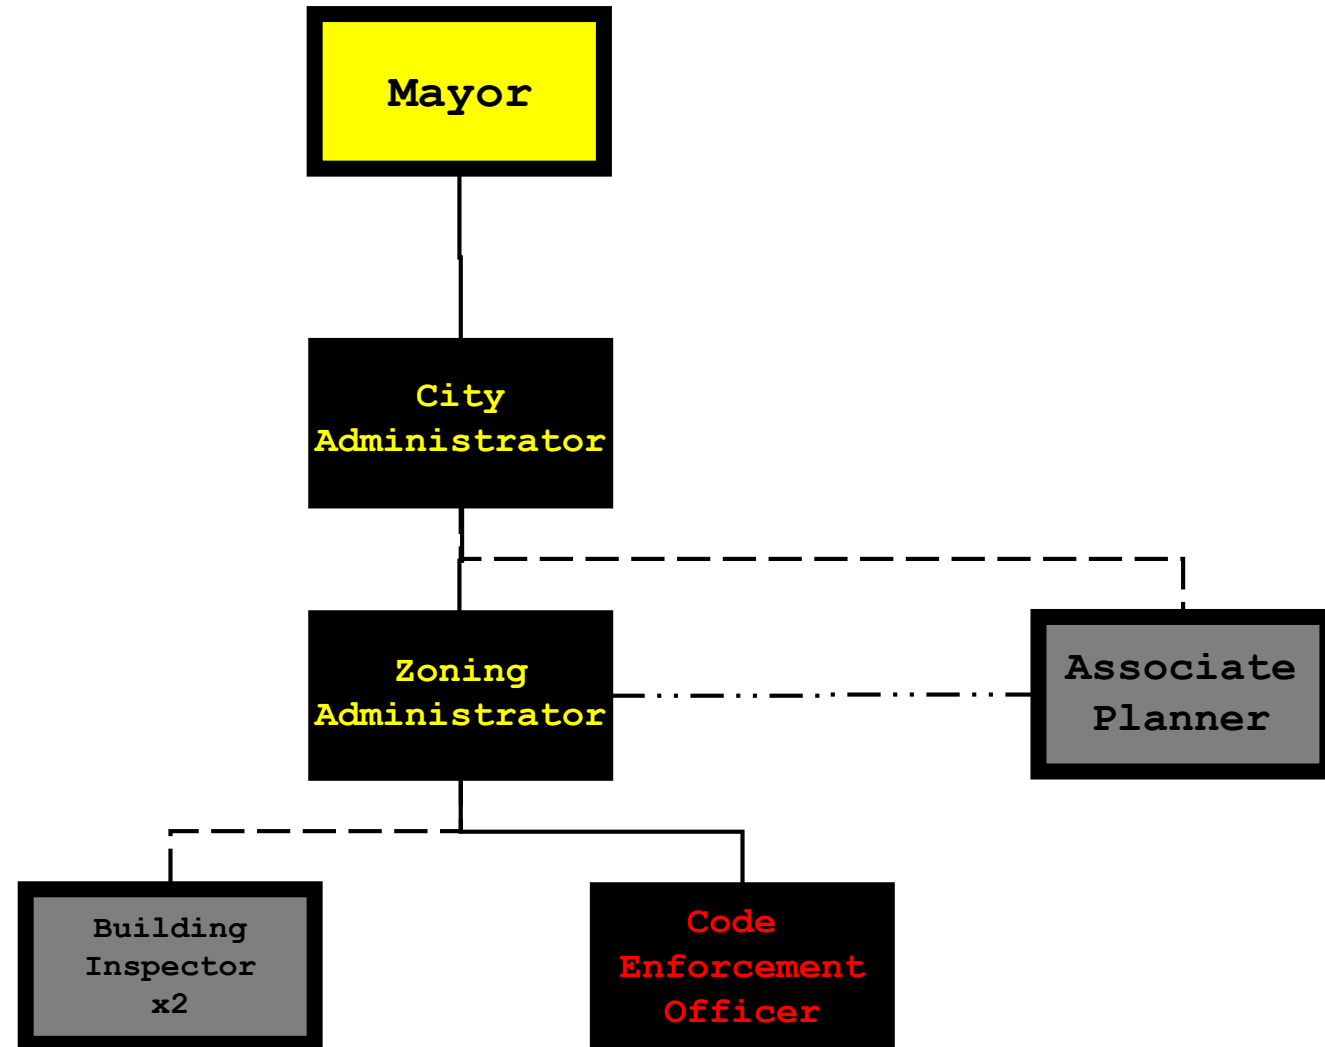 Mayor
City
Administrator
Zoning
Administrator
Associate
Planner
Building
Inspector
x2
Code
Enforcement
Officer